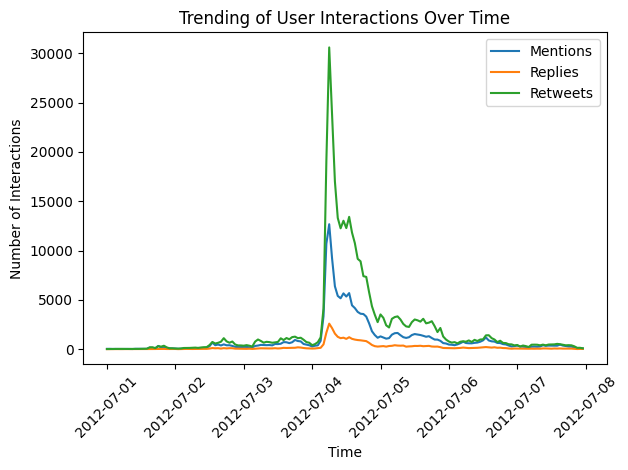 Trending of User Interactions Over Time
Number of Interactions
30000
25000
20000
15000
10000
5000
0
Mentions
Replies
Retweets
2012-07-01
2012-07-02
2012-07-03
2012-07-04
2012-07-05
2012-07-06
2012-07-07
2012-07-08
Time